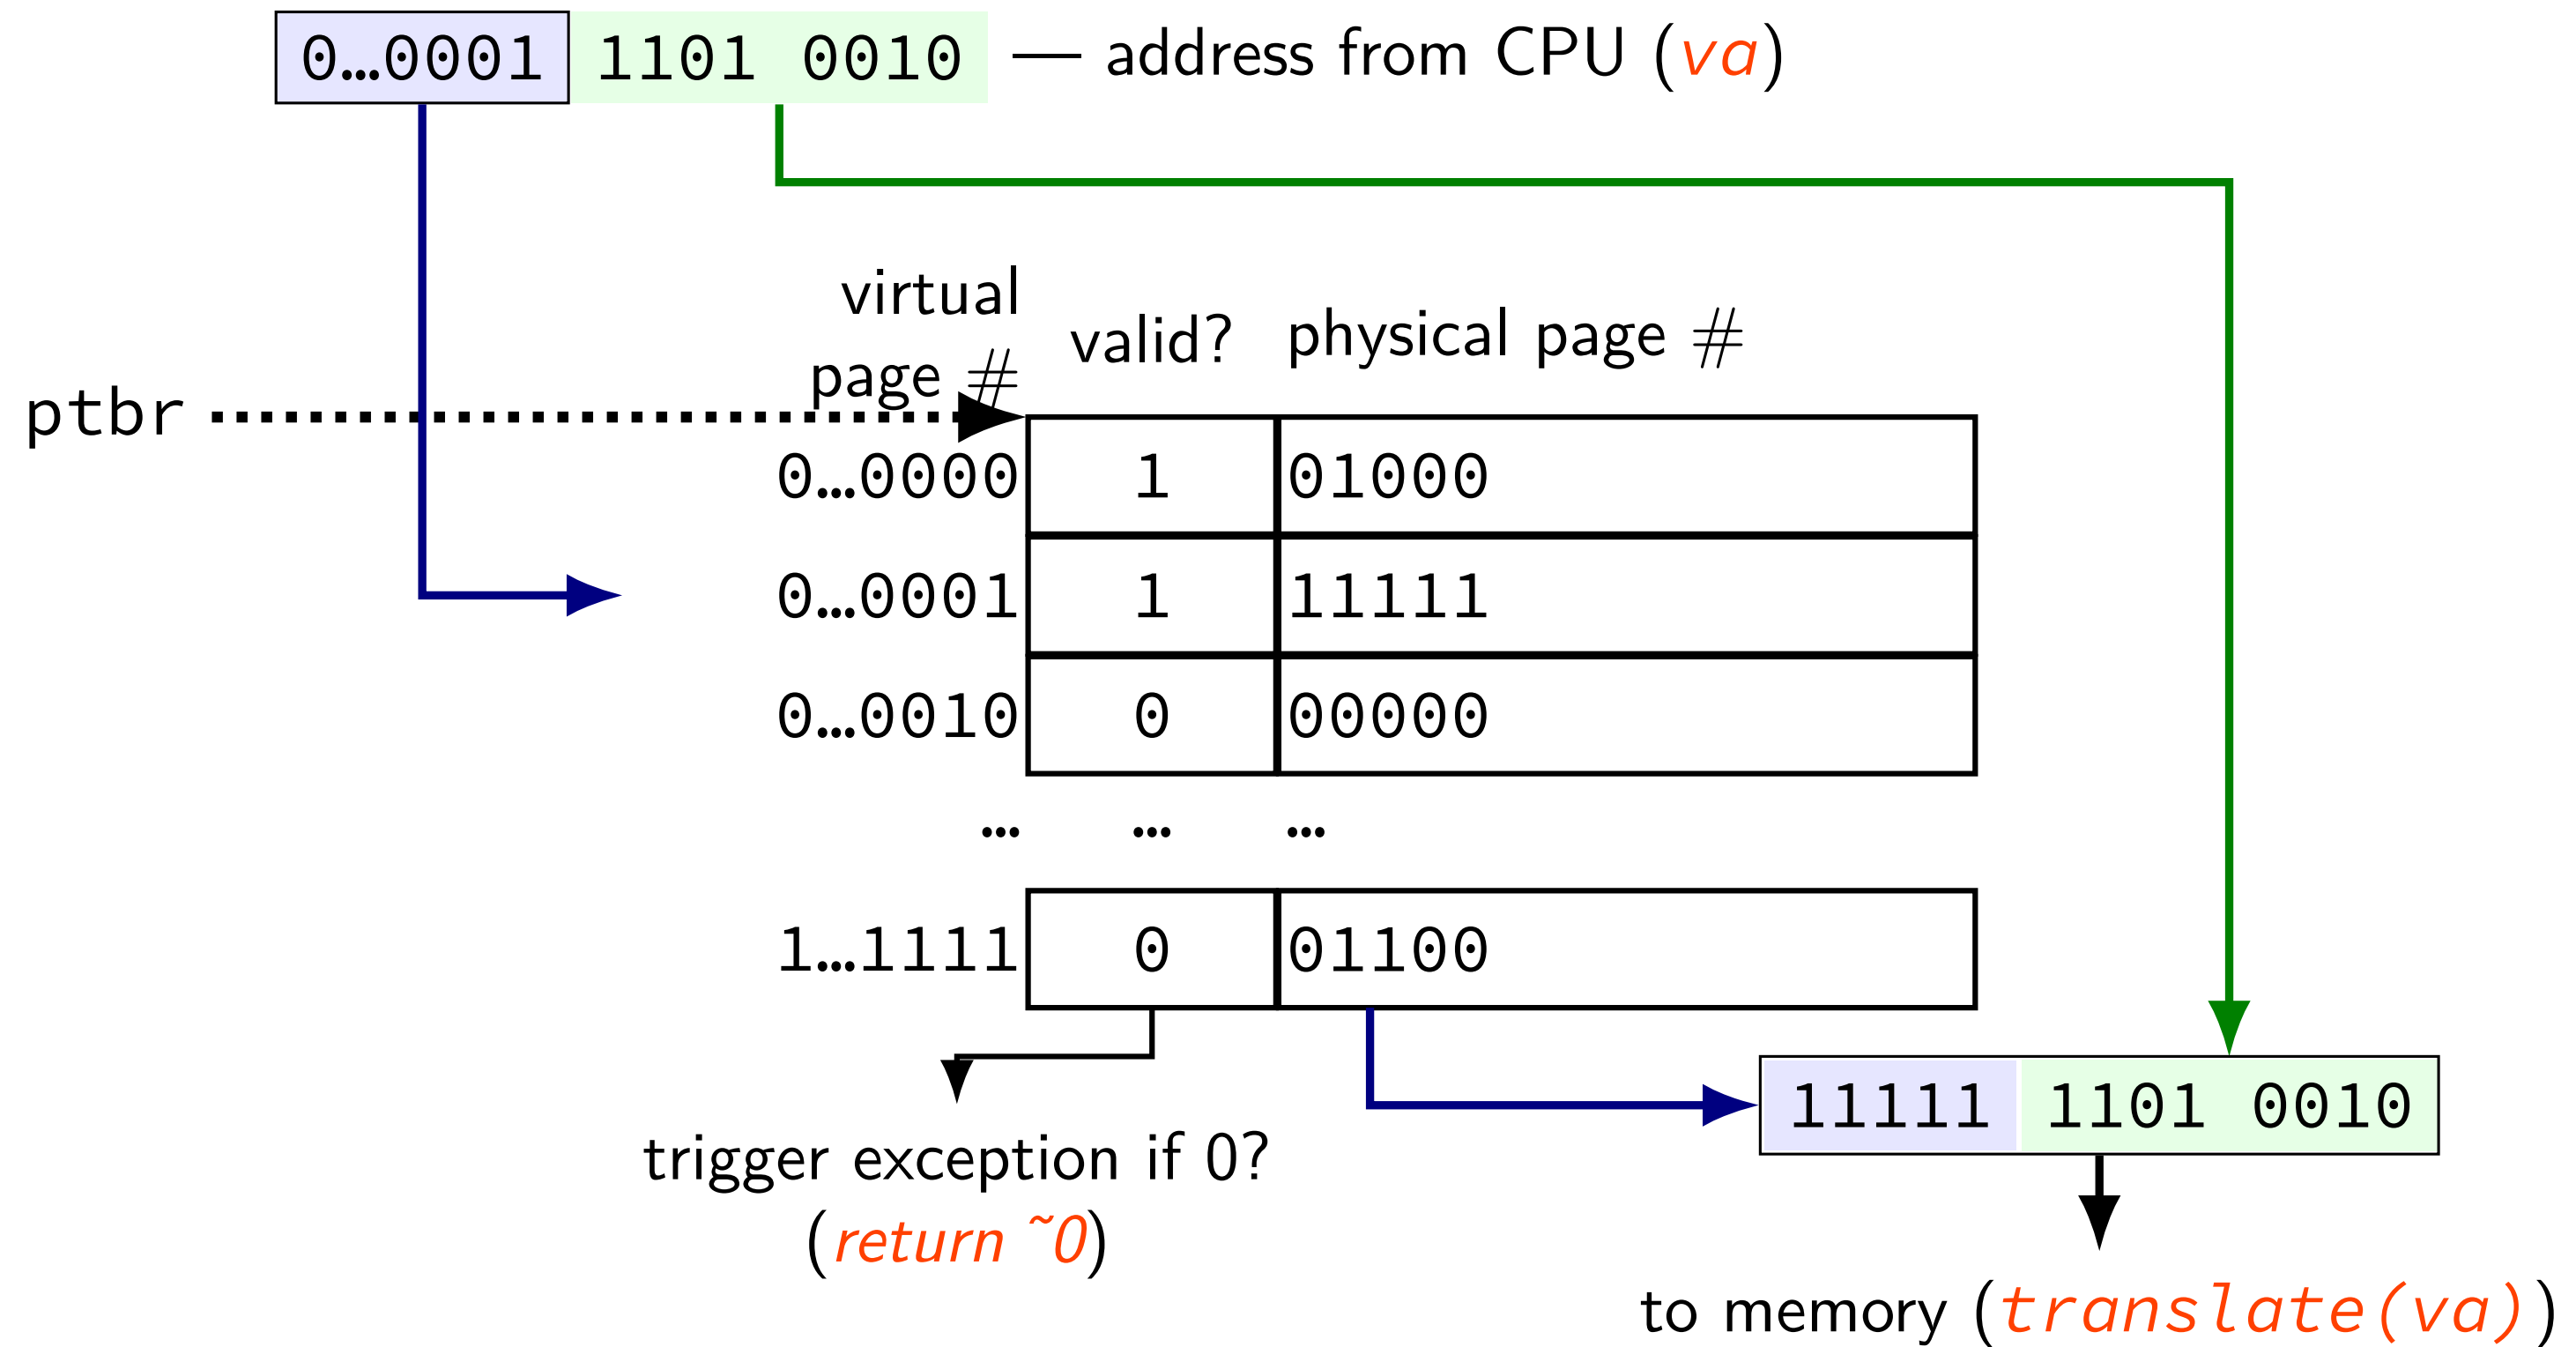 0…0001 1101 0010 — address from CPU (va)
virtual
page # valid? physical page #
ptbr
0…0000 1 01000
0…0001 1 11111
0…0010 0 00000
… … …
1…1111 0 01100
11111 1101 0010
trigger exception if 0?
(return ~0)
to memory (translate(va))